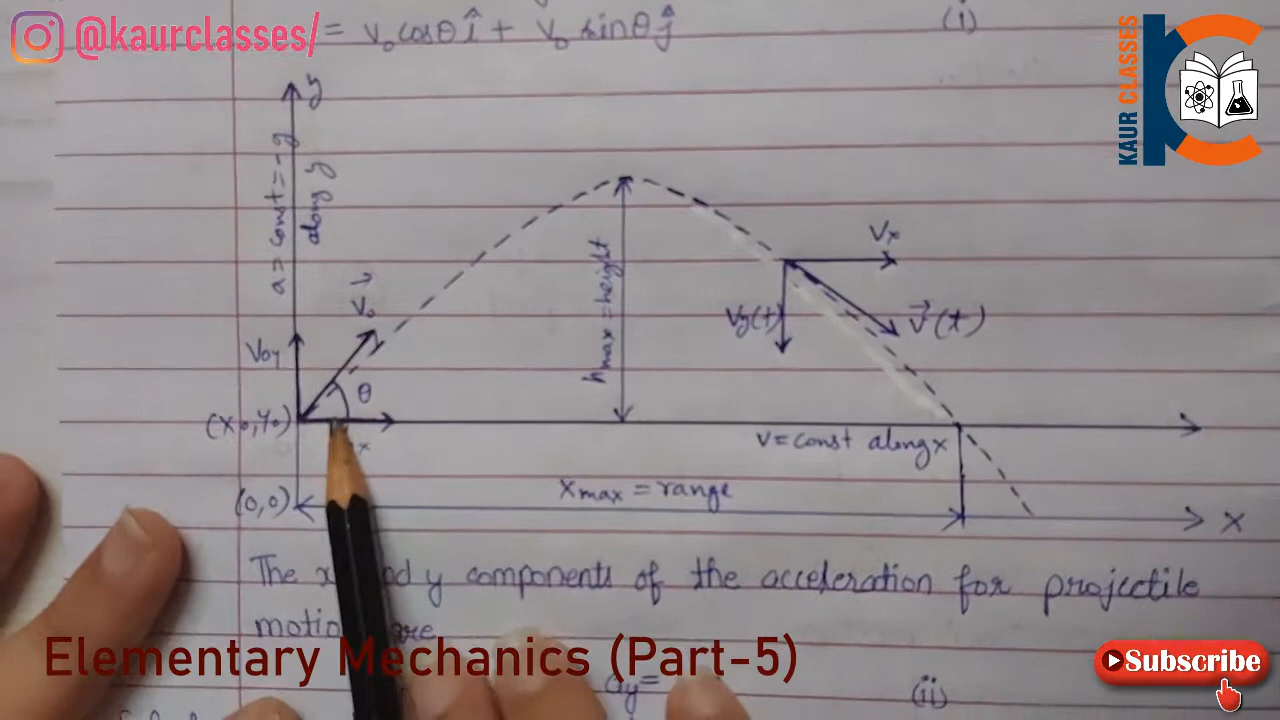 @kaurclasses/
= v₀cosθ î + v₀ sinθ ĵ (i)
KAUR CLASSES
y
a = const = -g
along y
v₀
V₀y
θ
(x₀, y₀)
x
hmax = height
Vx
Vy(t)
v⃗(t)
v = const along x
(0,0)
xmax = range
X
The x and y components of the acceleration for projectile
motion are
Elementary Mechanics (Part-5)
Subscribe
ay = (ii)